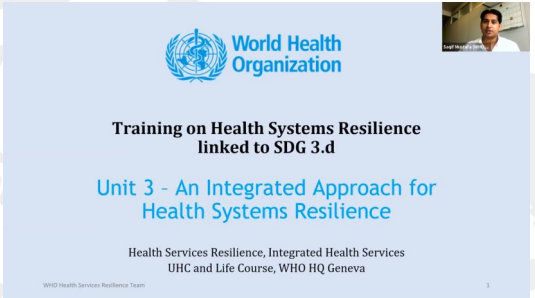 World Health
Organization
Training on Health Systems Resilience
linked to SDG 3.d
Unit 3 – An Integrated Approach for
Health Systems Resilience
Health Services Resilience, Integrated Health Services
UHC and Life Course, WHO HQ Geneva
WHO Health Services Resilience Team
1